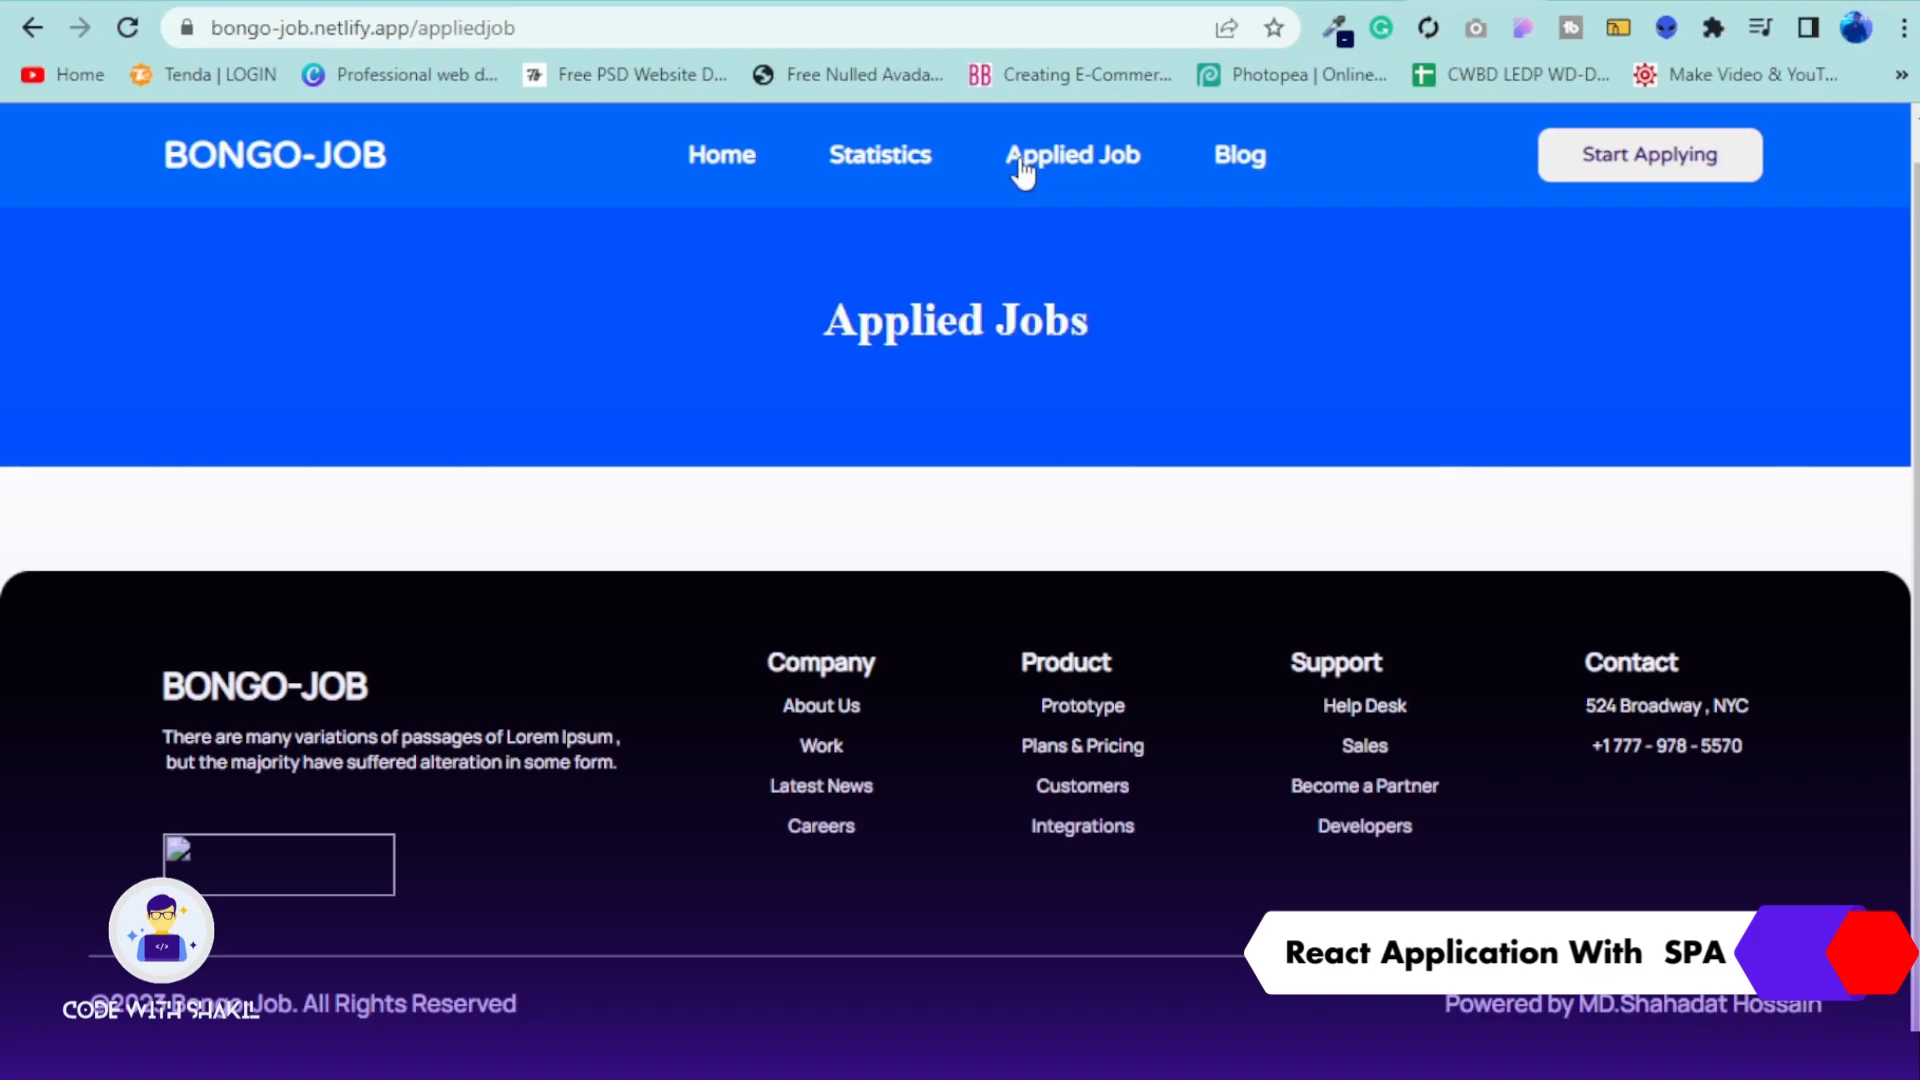 bongo-job.netlify.app/appliedjob
Home
Tenda | LOGIN
Professional web d...
Free PSD Website D...
Free Nulled Avada...
BB Creating E-Commer...
Photopea | Online...
CWBD LEDP WD-D...
Make Video & YouT...
»
BONGO-JOB
Home
Statistics
Applied Job
Blog
Start Applying
Applied Jobs
BONGO-JOB
There are many variations of passages of Lorem Ipsum ,
but the majority have suffered alteration in some form.
Company
About Us
Work
Latest News
Careers
Product
Prototype
Plans & Pricing
Customers
Integrations
Support
Help Desk
Sales
Become a Partner
Developers
Contact
524 Broadway , NYC
+1 777 - 978 - 5570
React Application With SPA
CODE WITH SHAKIL
©2023 Bongo-Job. All Rights Reserved
Powered by MD.Shahadat Hossain